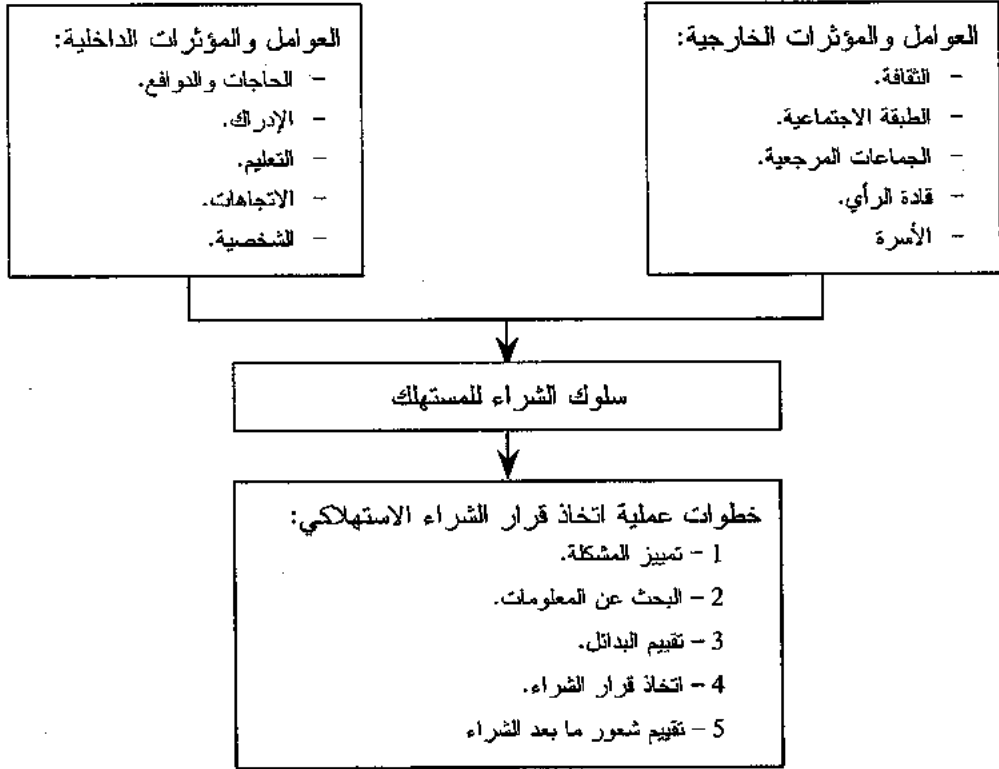 العوامل والمؤثرات الخارجية:
- الثقافة.
- الطبقة الاجتماعية.
- الجماعات المرجعية.
- قادة الرأي.
- الأسرة
العوامل والمؤثرات الداخلية:
- الحاجات والدوافع.
- الإدراك.
- التعليم.
- الاتجاهات.
- الشخصية.
سلوك الشراء للمستهلك
خطوات عملية اتخاذ قرار الشراء الاستهلاكي:
1 - تمييز المشكلة.
2 - البحث عن المعلومات.
3 - تقييم البدائل.
4 - اتخاذ قرار الشراء.
5 - تقييم شعور ما بعد الشراء